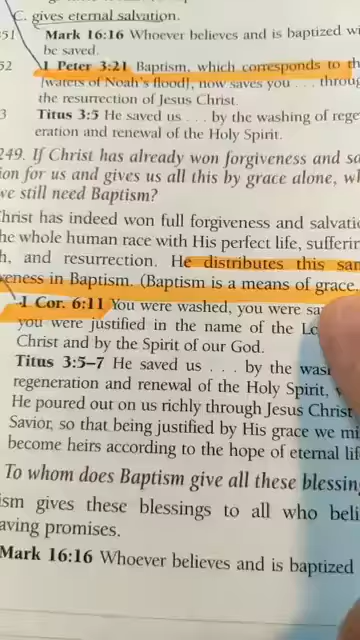 C. gives eternal salvation.
851 Mark 16:16 Whoever believes and is baptized
be saved.
52 1 Peter 3:21 Baptism, which corresponds to
[waters of Noah's flood], now saves you . . .
the resurrection of Jesus Christ.
3 Titus 3:5 He saved us . . . by the washing of rege
eration and renewal of the Holy Spirit.
249. If Christ has already won forgiveness and sa
ion for us and gives us all this by grace alone,
we still need Baptism?
Christ has indeed won full forgiveness and salvati
he whole human race with His perfect life, sufferin
h, and resurrection. He distributes this sam
veness in Baptism. (Baptism is a means of grace.
1 Cor. 6:11 You were washed, you were sa
you were justified in the name of the Lo
Christ and by the Spirit of our God.
Titus 3:5–7 He saved us . . . by the wash
regeneration and renewal of the Holy Spirit,
He poured out on us richly through Jesus Christ
Savior, so that being justified by His grace we mi
become heirs according to the hope of eternal lif
To whom does Baptism give all these blessin
ism gives these blessings to all who beli
aving promises.
Mark 16:16 Whoever believes and is baptized